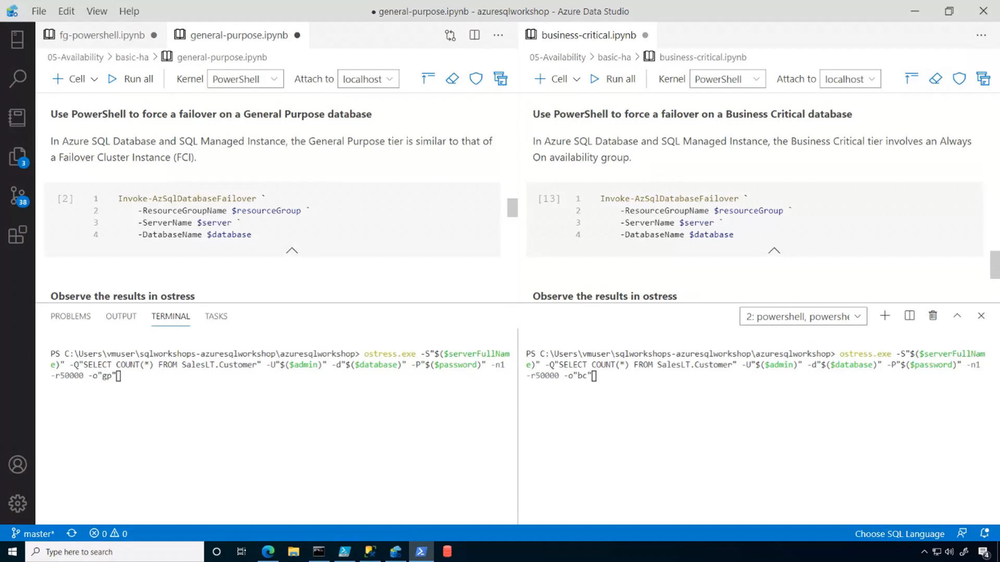 File Edit View Help
● general-purpose.ipynb - azuresqlworkshop - Azure Data Studio
fg-powershell.ipynb ●
general-purpose.ipynb ●
05-Availability > basic-ha > general-purpose.ipynb
+ Cell Run all Kernel PowerShell Attach to localhost
Use PowerShell to force a failover on a General Purpose database
In Azure SQL Database and SQL Managed Instance, the General Purpose tier is similar to that of
a Failover Cluster Instance (FCI).
[2] 1 Invoke-AzSqlDatabaseFailover `
2 -ResourceGroupName $resourceGroup `
3 -ServerName $server `
4 -DatabaseName $database
Observe the results in ostress
business-critical.ipynb ●
05-Availability > basic-ha > business-critical.ipynb
+ Cell Run all Kernel PowerShell Attach to localhost
Use PowerShell to force a failover on a Business Critical database
In Azure SQL Database and SQL Managed Instance, the Business Critical tier involves an Always
On availability group.
[13] 1 Invoke-AzSqlDatabaseFailover `
2 -ResourceGroupName $resourceGroup `
3 -ServerName $server `
4 -DatabaseName $database
Observe the results in ostress
3
38
PROBLEMS OUTPUT TERMINAL TASKS
2: powershell, powershe
PS C:\Users\vmuser\sqlworkshops-azuresqlworkshop\azuresqlworkshop> ostress.exe -S"$($serverFullNam
e)" -Q"SELECT COUNT(*) FROM SalesLT.Customer" -U"$($admin)" -d"$($database)" -P"$($password)" -n1
-r50000 -o"gp"
PS C:\Users\vmuser\sqlworkshops-azuresqlworkshop\azuresqlworkshop> ostress.exe -S"$($serverFullNam
e)" -Q"SELECT COUNT(*) FROM SalesLT.Customer" -U"$($admin)" -d"$($database)" -P"$($password)" -n1
-r50000 -o"bc"
master* 0 0
Choose SQL Language
Type here to search
4